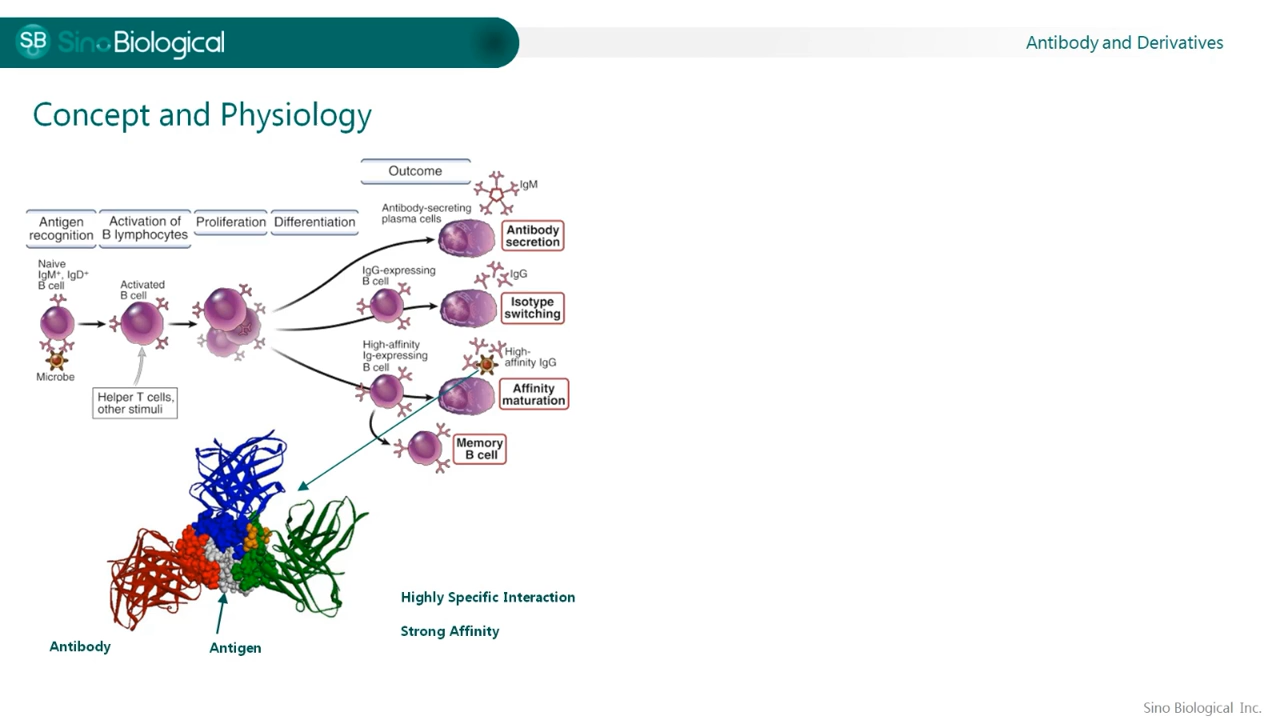 SB SinoBiological
Antibody and Derivatives
Concept and Physiology
Outcome
IgM
Antibody-secreting
plasma cells
Antibody
secretion
Antigen
recognition
Activation of
B lymphocytes
Proliferation
Differentiation
Naive
IgM⁺, IgD⁺
B cell
Activated
B cell
IgG-expressing
B cell
IgG
Isotype
switching
Microbe
Helper T cells,
other stimuli
High-affinity
Ig-expressing
B cell
High-
affinity IgG
Affinity
maturation
Memory
B cell
Highly Specific Interaction
Strong Affinity
Antibody
Antigen
Sino Biological Inc.